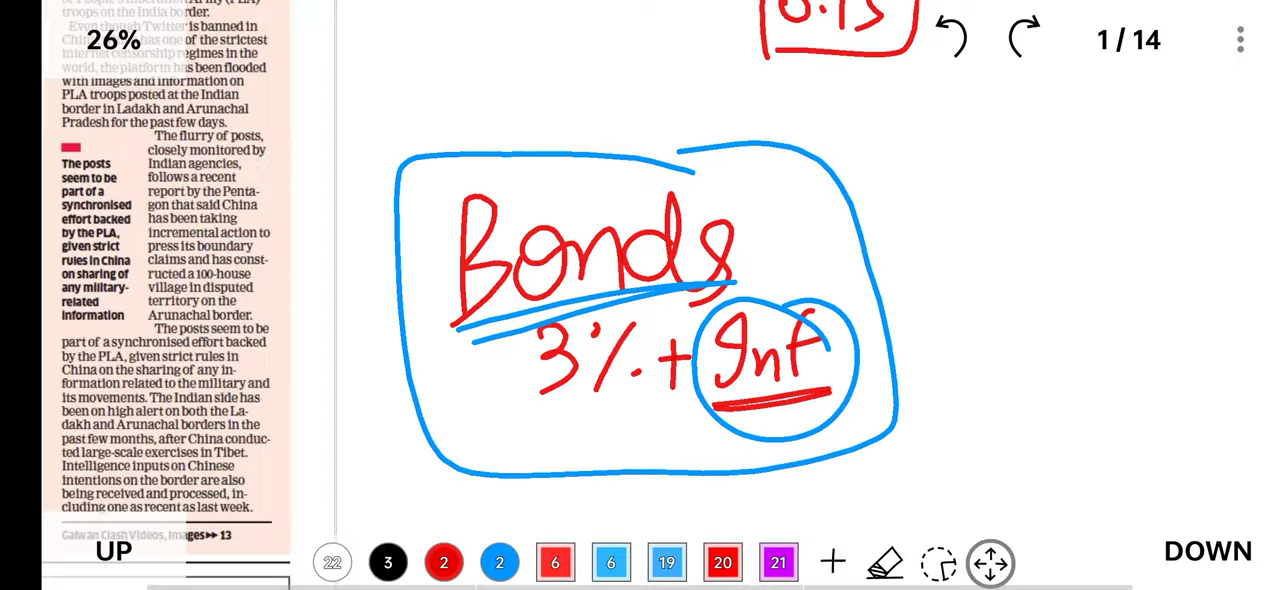 of People's Liberation Army (PLA)
troops on the India border.
Even though Twitter is banned in
China, which has one of the strictest
internet censorship regimes in the
world, the platform has been flooded
with images and information on
PLA troops posted at the Indian
border in Ladakh and Arunachal
Pradesh for the past few days.
The flurry of posts,
closely monitored by
Indian agencies,
follows a recent
report by the Penta-
gon that said China
has been taking
incremental action to
press its boundary
claims and has const-
ructed a 100-house
village in disputed
territory on the
Arunachal border.
The posts
seem to be
part of a
synchronised
effort backed
by the PLA,
given strict
rules in China
on sharing of
any military-
related
information
The posts seem to be
part of a synchronised effort backed
by the PLA, given strict rules in
China on the sharing of any in-
formation related to the military and
its movements. The Indian side has
been on high alert on both the La-
dakh and Arunachal borders in the
past few months, after China conduc-
ted large-scale exercises in Tibet.
Intelligence inputs on Chinese
intentions on the border are also
being received and processed, in-
cluding one as recent as last week.
Galwan Clash Videos, Images ▸▸ 13
26%
0.15
1 / 14
Bonds
3% + Inf
UP
22 3 2 2 6 6 19 20 21
DOWN